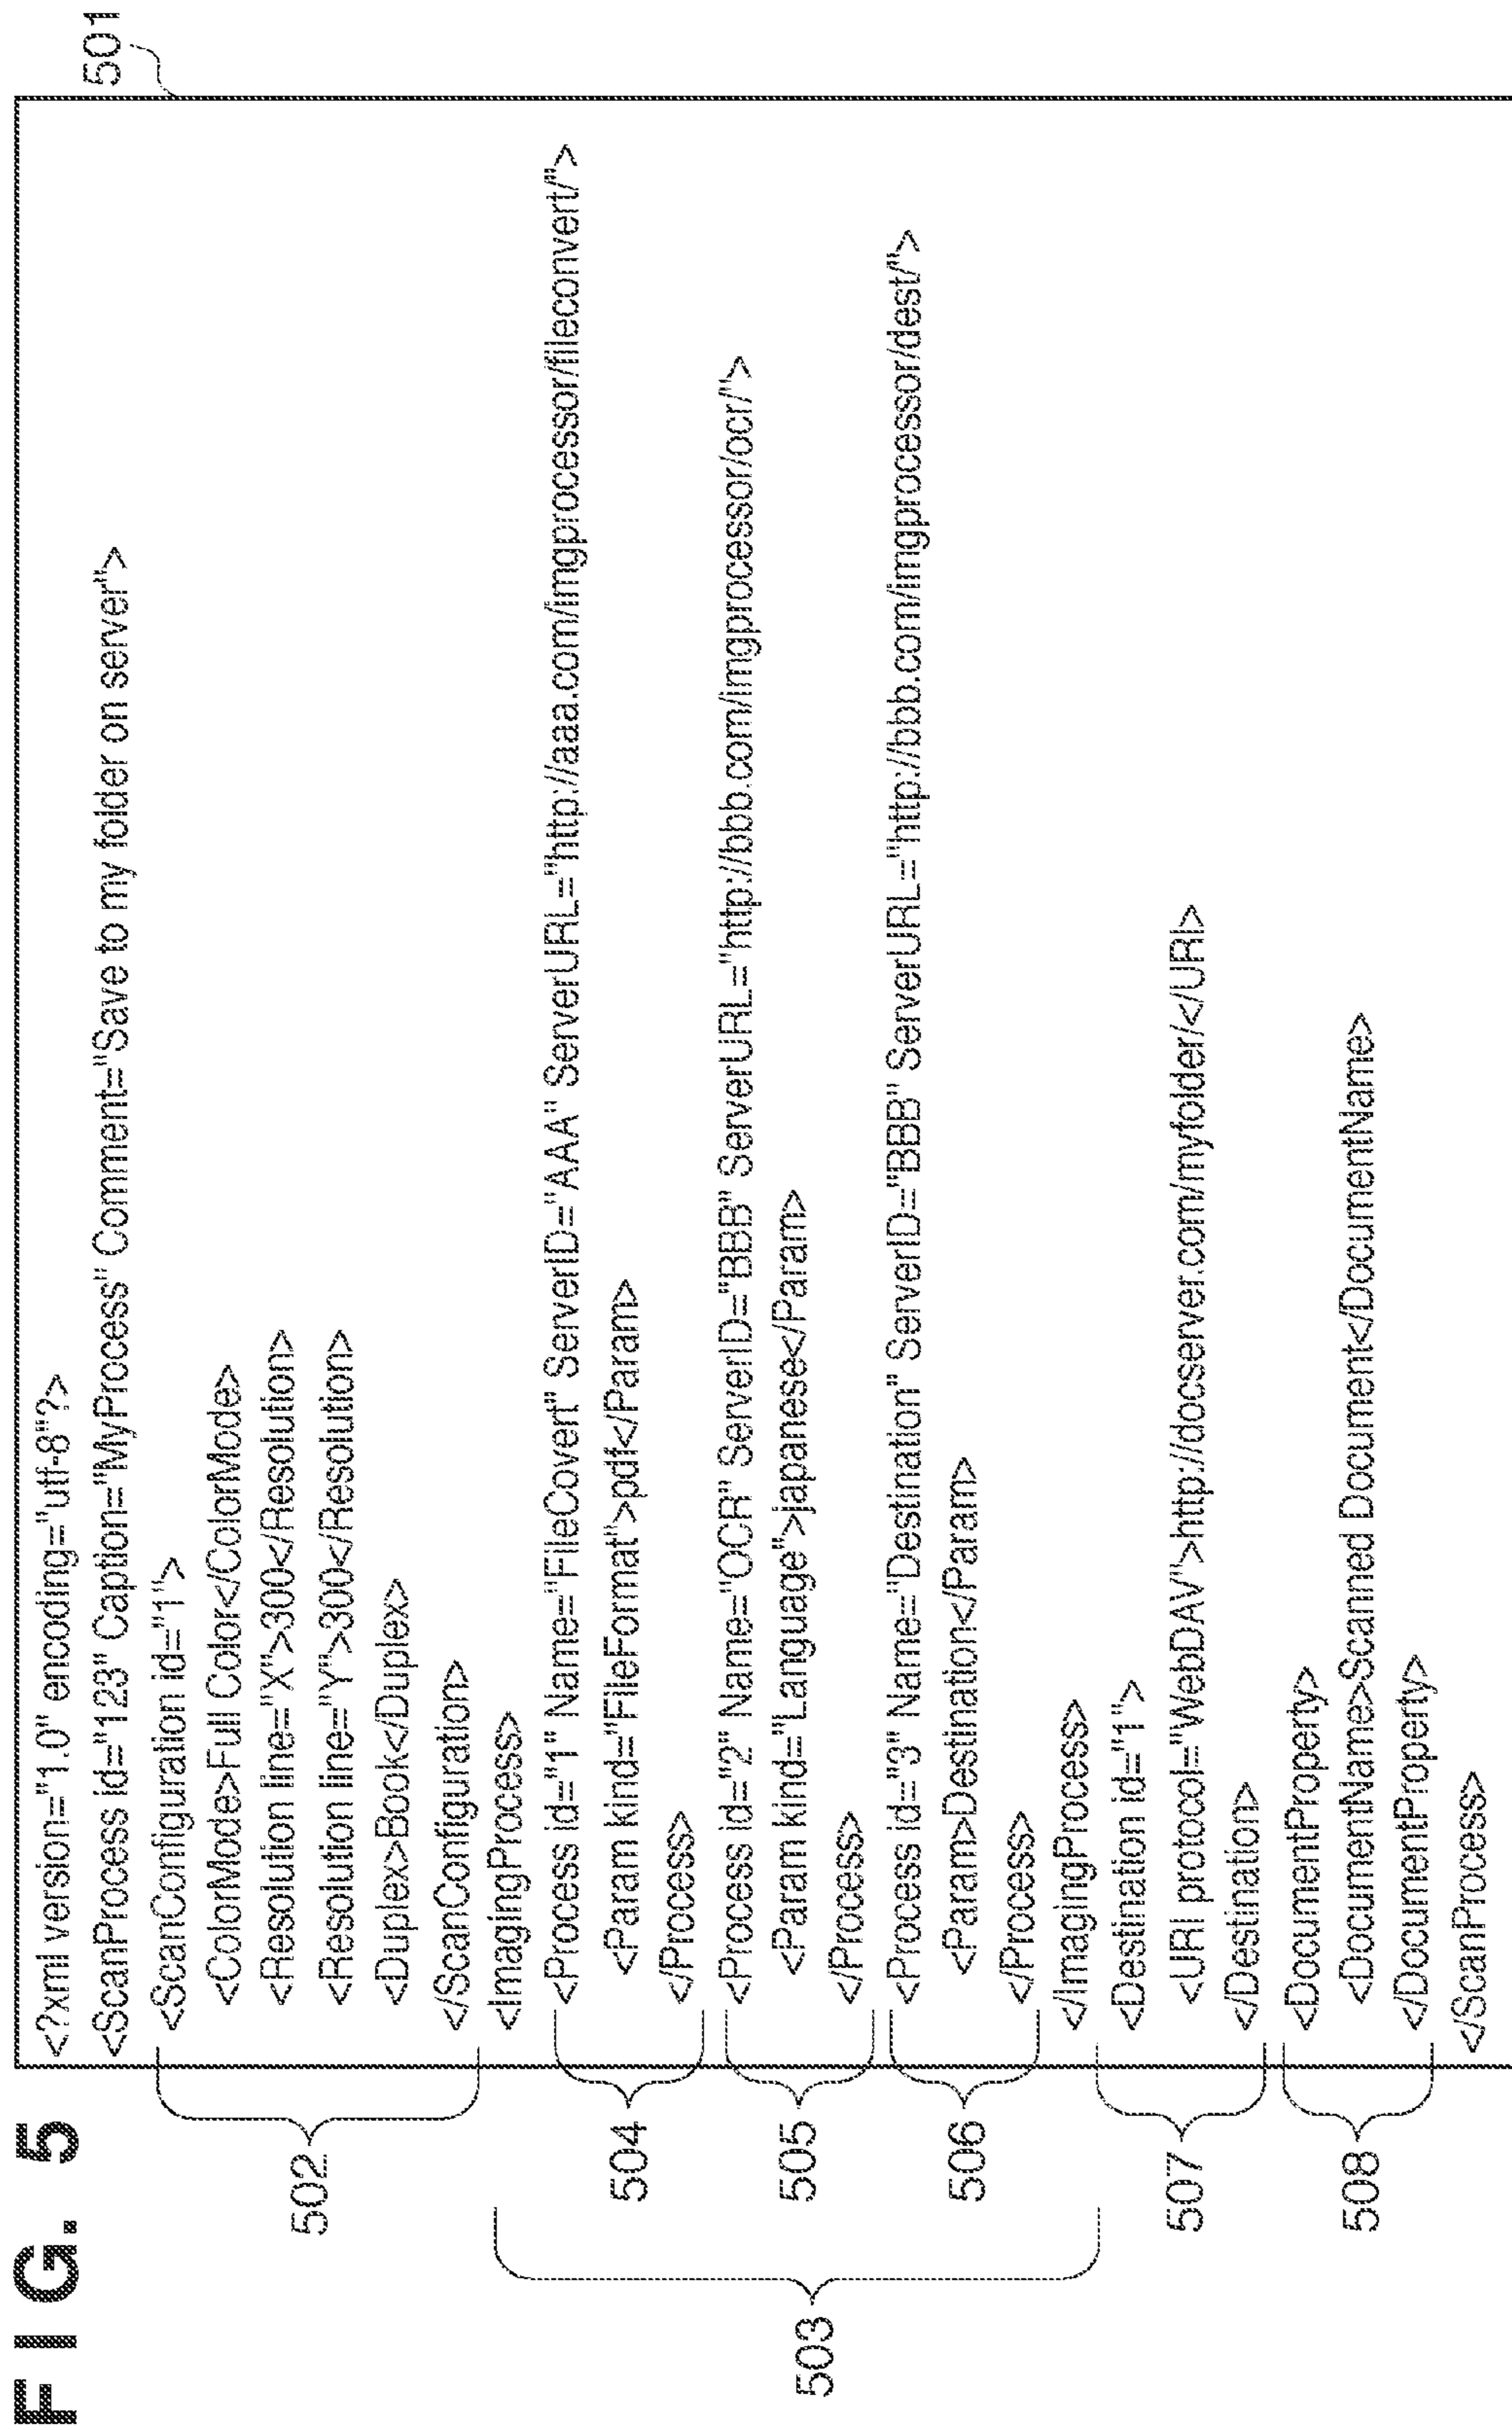 FIG. 5
501
<?xml version="1.0" encoding="utf-8"?>
<ScanProcess id="123" Caption="MyProcess" Comment="Save to my folder on server">
<ScanConfiguration id="1">
<ColorMode>Full Color</ColorMode>
<Resolution line="X">300</Resolution>
<Resolution line="Y">300</Resolution>
<Duplex>Book</Duplex>
</ScanConfiguration>
502
<ImagingProcess>
<Process id="1" Name="FileCovert" ServerID="AAA" ServerURL="http://aaa.com/imgprocessor/fileconvert/">
<Param kind="FileFormat">pdf</Param>
</Process>
504
<Process id="2" Name="OCR" ServerID="BBB" ServerURL="http://bbb.com/imgprocessor/ocr/">
<Param kind="Language">japanese</Param>
</Process>
505
503
<Process id="3" Name="Destination" ServerID="BBB" ServerURL="http://bbb.com/imgprocessor/dest/">
<Param>Destination</Param>
</Process>
506
</ImagingProcess>
<Destination id="1">
<URI protocol="WebDAV">http://docserver.com/myfolder/</URI>
</Destination>
507
<DocumentProperty>
<DocumentName>Scanned Document</DocumentName>
</DocumentProperty>
508
</ScanProcess>